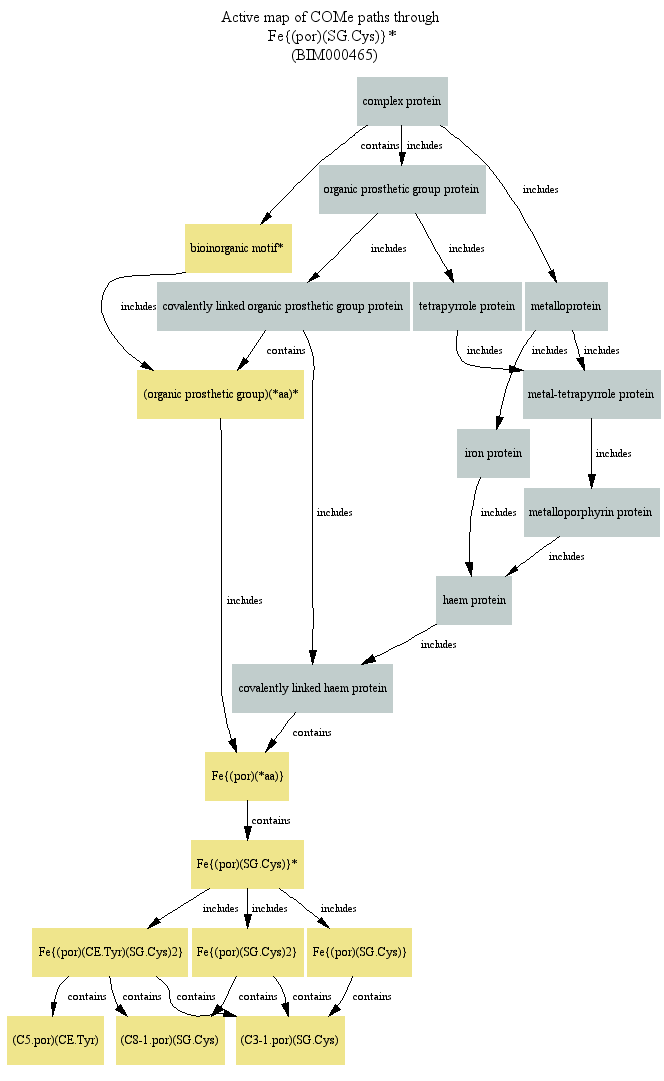 Active map of COMe paths through
Fe{(por)(SG.Cys)}*
(BIM000465)
complex protein
contains
includes
organic prosthetic group protein
includes
bioinorganic motif*
includes
includes
includes
covalently linked organic prosthetic group protein
tetrapyrrole protein
metalloprotein
contains
includes
includes
includes
(organic prosthetic group)(*aa)*
metal-tetrapyrrole protein
iron protein
includes
includes
includes
metalloporphyrin protein
includes
includes
haem protein
includes
covalently linked haem protein
contains
Fe{(por)(*aa)}
contains
Fe{(por)(SG.Cys)}*
includes
includes
includes
Fe{(por)(CE.Tyr)(SG.Cys)2}
Fe{(por)(SG.Cys)2}
Fe{(por)(SG.Cys)}
contains
contains
contains
contains
contains
contains
(C5.por)(CE.Tyr)
(C8-1.por)(SG.Cys)
(C3-1.por)(SG.Cys)